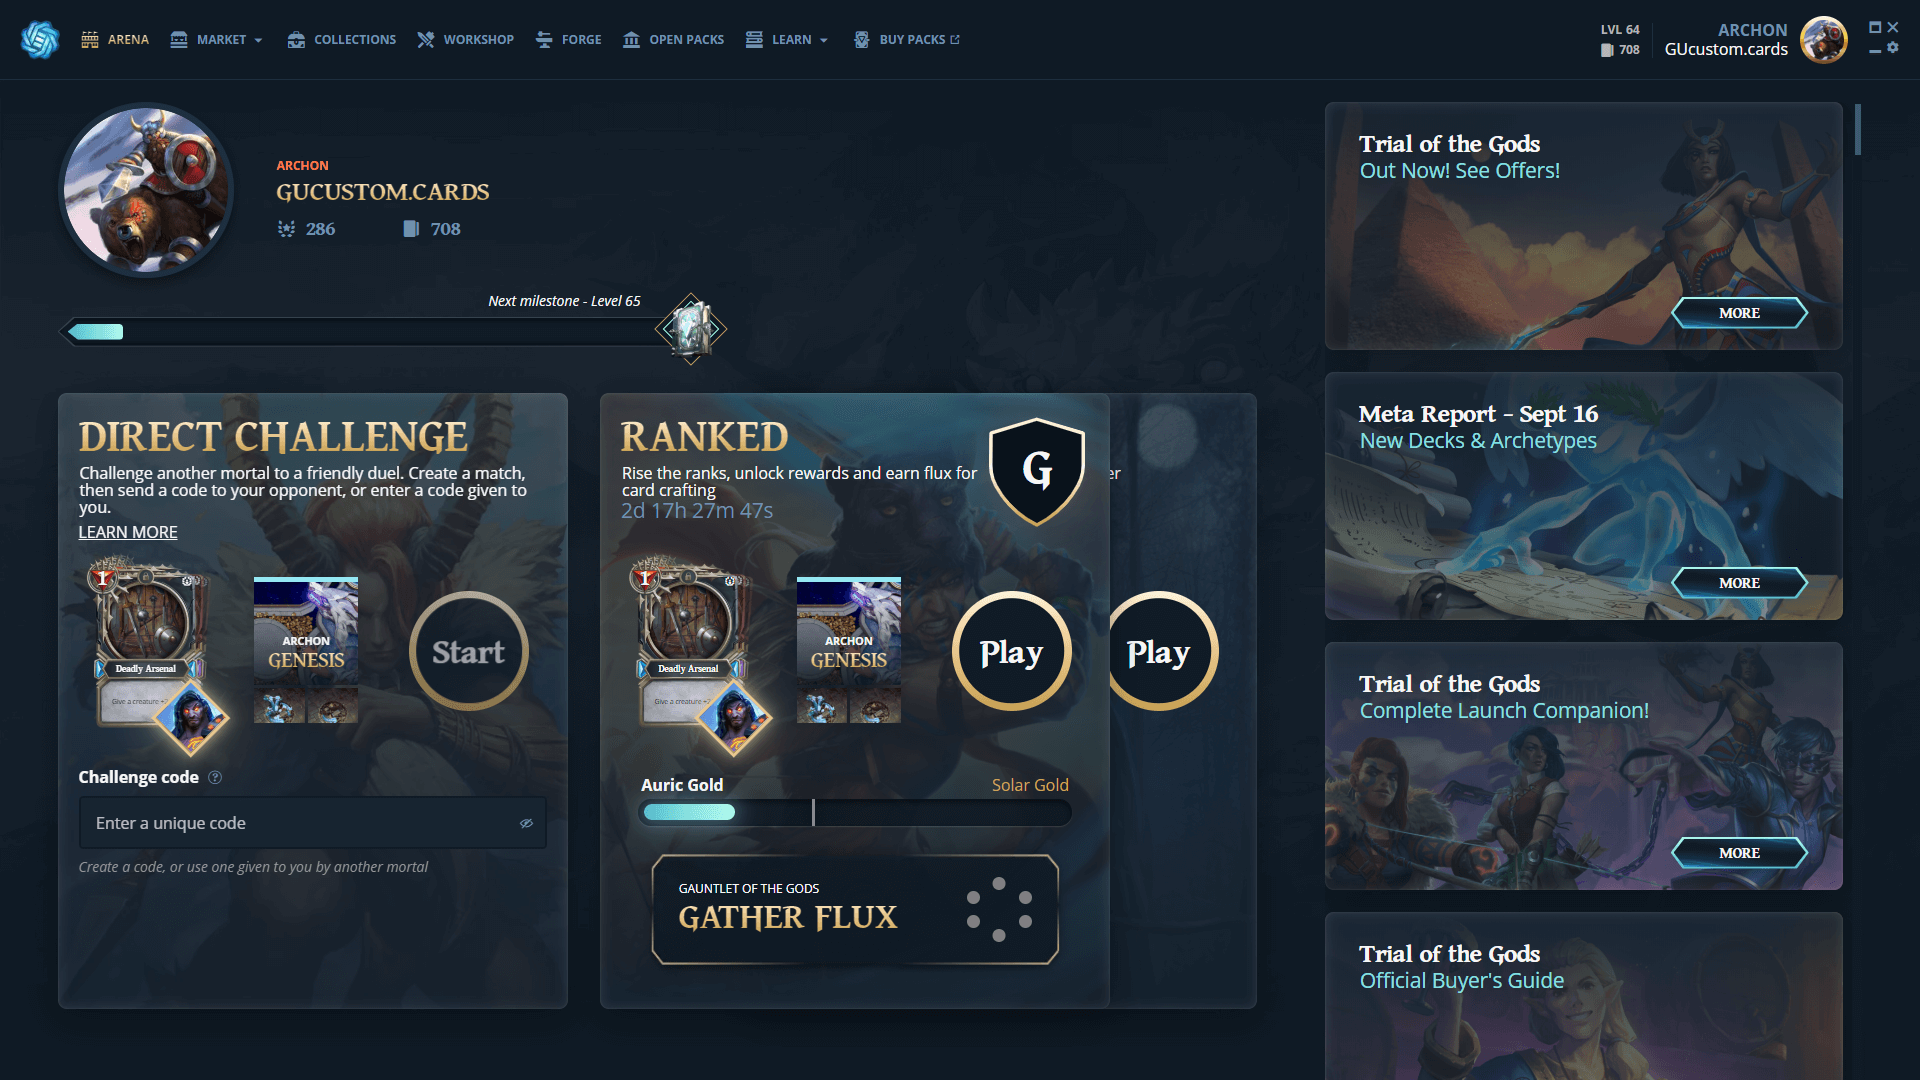 ARENA
MARKET
COLLECTIONS
WORKSHOP
FORGE
OPEN PACKS
LEARN
BUY PACKS
LVL 64
708
ARCHON
GUcustom.cards
ARCHON
GUCUSTOM.CARDS
286
708
Next milestone - Level 65
DIRECT CHALLENGE
Challenge another mortal to a friendly duel. Create a match,
then send a code to your opponent, or enter a code given to
you.
LEARN MORE
1
Deadly Arsenal
Give a creature
ARCHON
GENESIS
Start
Challenge code
Enter a unique code
Create a code, or use one given to you by another mortal
RANKED
Rise the ranks, unlock rewards and earn flux for
card crafting
2d 17h 27m 47s
G
er
1
Deadly Arsenal
Give a creature
ARCHON
GENESIS
Play
Play
Auric Gold
Solar Gold
GAUNTLET OF THE GODS
GATHER FLUX
Trial of the Gods
Out Now! See Offers!
MORE
Meta Report - Sept 16
New Decks & Archetypes
MORE
Trial of the Gods
Complete Launch Companion!
MORE
Trial of the Gods
Official Buyer's Guide